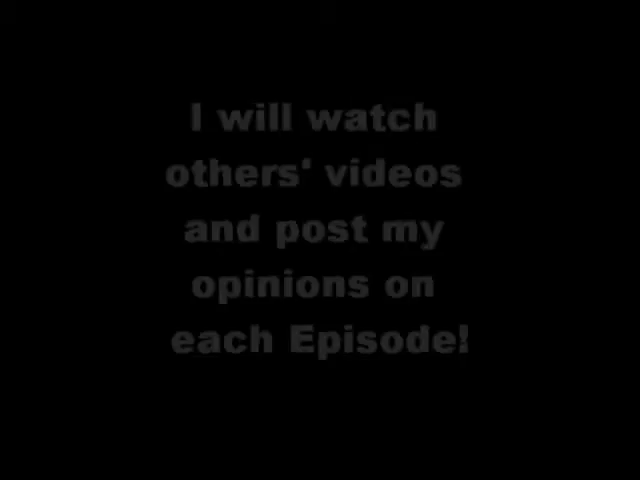 I will watch
others' videos
and post my
opinions on
each Episode!